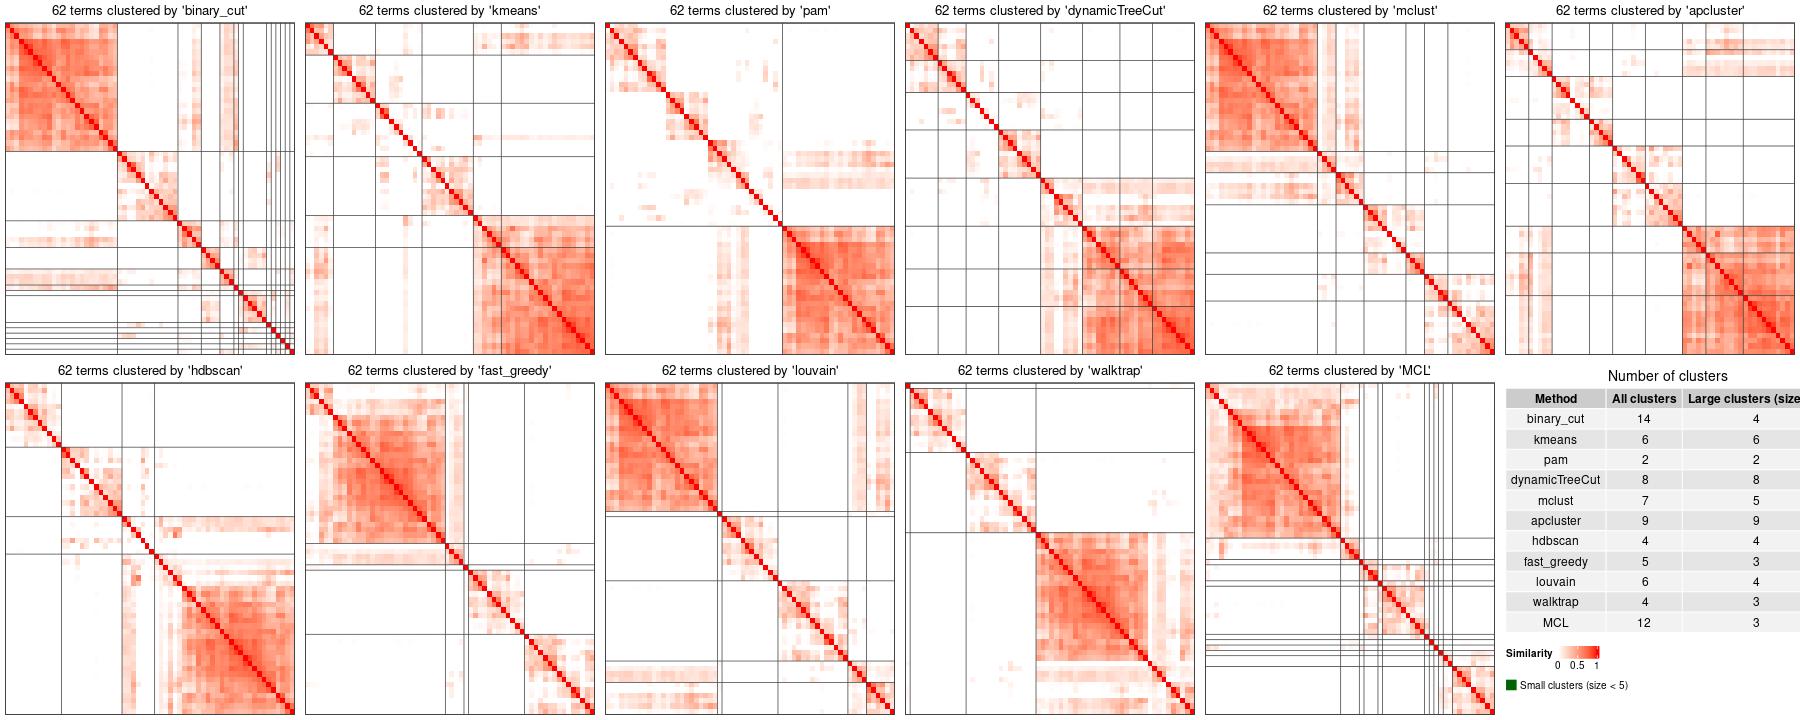 62 terms clustered by 'binary_cut'
62 terms clustered by 'kmeans'
62 terms clustered by 'pam'
62 terms clustered by 'dynamicTreeCut'
62 terms clustered by 'mclust'
62 terms clustered by 'apcluster'
62 terms clustered by 'hdbscan'
62 terms clustered by 'fast_greedy'
62 terms clustered by 'louvain'
62 terms clustered by 'walktrap'
62 terms clustered by 'MCL'
Number of clusters
Method All clusters Large clusters (size
binary_cut 14 4
kmeans 6 6
pam 2 2
dynamicTreeCut 8 8
mclust 7 5
apcluster 9 9
hdbscan 4 4
fast_greedy 5 3
louvain 6 4
walktrap 4 3
MCL 12 3
Similarity
0 0.5 1
Small clusters (size < 5)